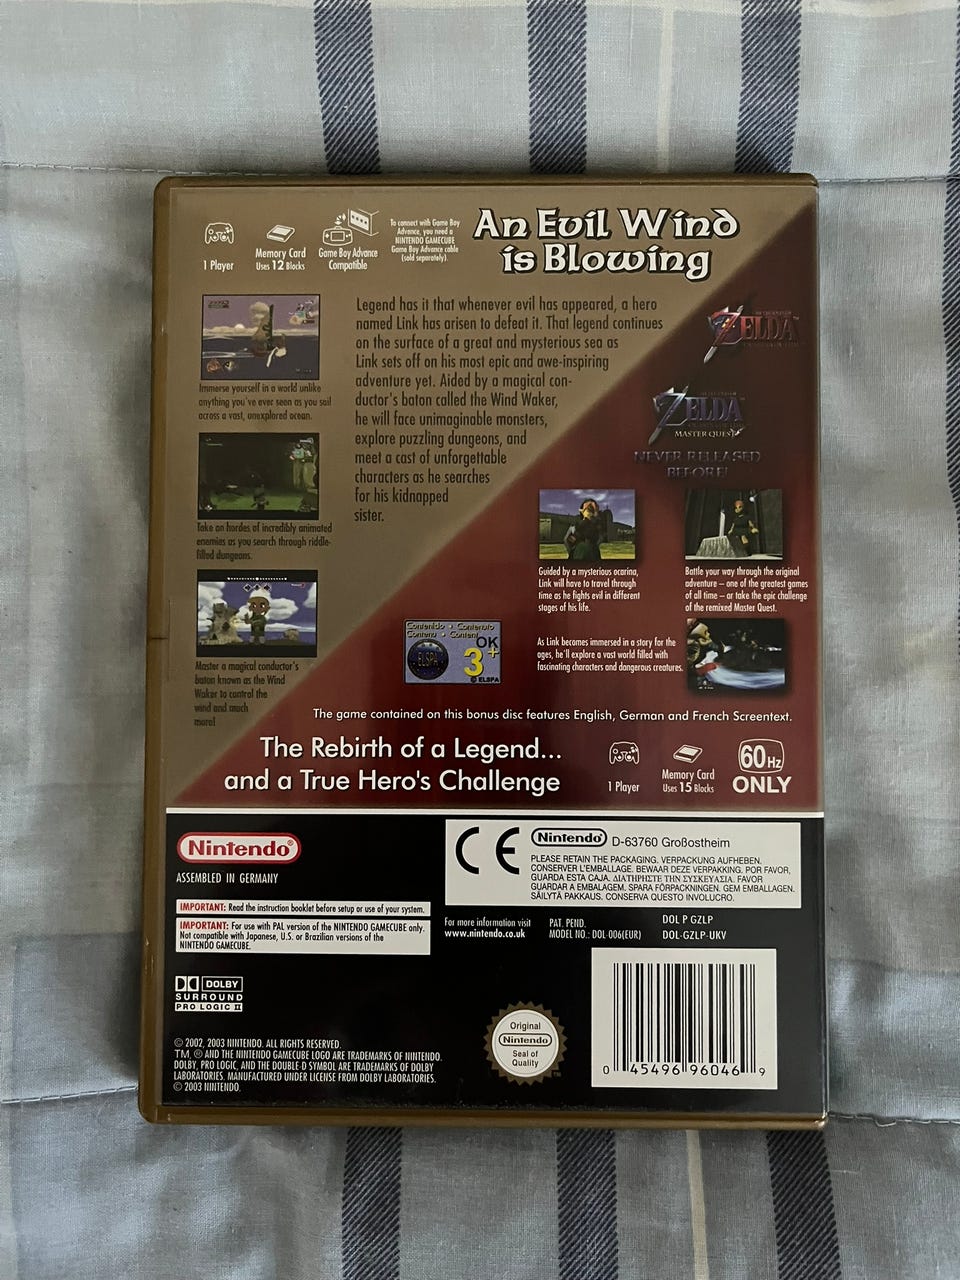 An Evil Wind
is Blowing
1 Player
Memory Card
Uses 12 Blocks
Game Boy Advance
Compatible
To connect with Game Boy
Advance, you need a
NINTENDO GAMECUBE
Game Boy Advance cable
(sold separately).
Legend has it that whenever evil has appeared, a hero
named Link has arisen to defeat it. That legend continues
on the surface of a great and mysterious sea as
Link sets off on his most epic and awe-inspiring
adventure yet. Aided by a magical con-
ductor's baton called the Wind Waker,
he will face unimaginable monsters,
explore puzzling dungeons, and
meet a cast of unforgettable
characters as he searches
for his kidnapped
sister.
Immerse yourself in a world unlike
anything you've ever seen as you sail
across a vast, unexplored ocean.
Take on hordes of incredibly animated
enemies as you search through riddle-
filled dungeons.
Master a magical conductor's
baton known as the Wind
Waker to control the
wind and much
more!
ZELDA
ZELDA
MASTER QUEST
NEVER RELEASED
BEFORE!
Guided by a mysterious ocarina,
Link will have to travel through
time as he fights evil in different
stages of his life.
Battle your way through the original
adventure – one of the greatest games
of all time – or take the epic challenge
of the remixed Master Quest.
As Link becomes immersed in a story for the
ages, he'll explore a vast world filled with
fascinating characters and dangerous creatures.
Contenido • Contenuto
Contenu • Content
ELSPA
OK
3+
© ELSPA
The game contained on this bonus disc features English, German and French Screentext.
The Rebirth of a Legend...
and a True Hero's Challenge
1 Player
Memory Card
Uses 15 Blocks
60Hz
ONLY
Nintendo®
ASSEMBLED IN GERMANY
IMPORTANT: Read the instruction booklet before setup or use of your system.
IMPORTANT: For use with PAL version of the NINTENDO GAMECUBE only.
Not compatible with Japanese, U.S. or Brazilian versions of the
NINTENDO GAMECUBE.
CE
Nintendo® D-63760 Großostheim
PLEASE RETAIN THE PACKAGING. VERPACKUNG AUFHEBEN.
CONSERVER L'EMBALLAGE. BEWAAR DEZE VERPAKKING. POR FAVOR,
GUARDA ESTA CAJA. ΔΙΑΤΗΡΗΣΤΕ ΤΗΝ ΣΥΣΚΕΥΑΣΙΑ. FAVOR
GUARDAR A EMBALAGEM. SPARA FÖRPACKNINGEN. GEM EMBALLAGEN.
SÄILYTÄ PAKKAUS. CONSERVA QUESTO INVOLUCRO.
For more information visit
www.nintendo.co.uk
PAT. PEND.
MODEL NO.: DOL-006(EUR)
DOL P GZLP
DOL-GZLP-UKV
DOLBY
SURROUND
PRO LOGIC II
© 2002, 2003 NINTENDO. ALL RIGHTS RESERVED.
TM, ® AND THE NINTENDO GAMECUBE LOGO ARE TRADEMARKS OF NINTENDO.
DOLBY, PRO LOGIC, AND THE DOUBLE-D SYMBOL ARE TRADEMARKS OF DOLBY
LABORATORIES. MANUFACTURED UNDER LICENSE FROM DOLBY LABORATORIES.
© 2003 NINTENDO.
Original
Nintendo
Seal of
Quality
TM
0 45496 96046 9